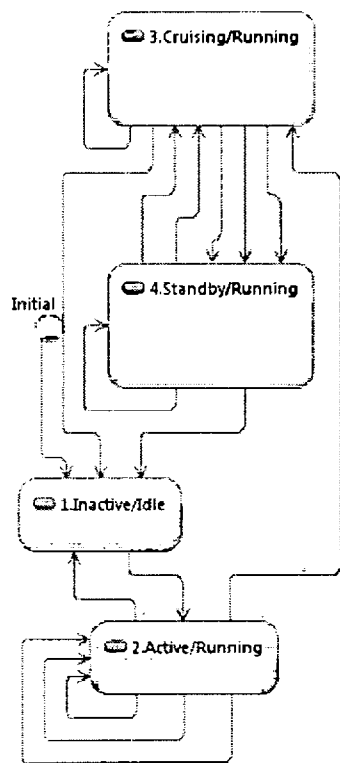 3.Cruising/Running
4.Standby/Running
Initial
1.Inactive/Idle
2.Active/Running